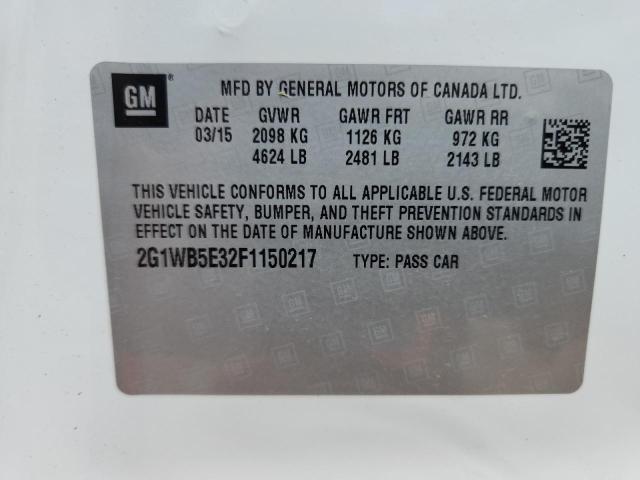 GM®
MFD BY GENERAL MOTORS OF CANADA LTD.
DATE GVWR GAWR FRT GAWR RR
03/15 2098 KG 1126 KG 972 KG
4624 LB 2481 LB 2143 LB
THIS VEHICLE CONFORMS TO ALL APPLICABLE U.S. FEDERAL MOTOR
VEHICLE SAFETY, BUMPER, AND THEFT PREVENTION STANDARDS IN
EFFECT ON THE DATE OF MANUFACTURE SHOWN ABOVE.
2G1WB5E32F1150217 TYPE: PASS CAR